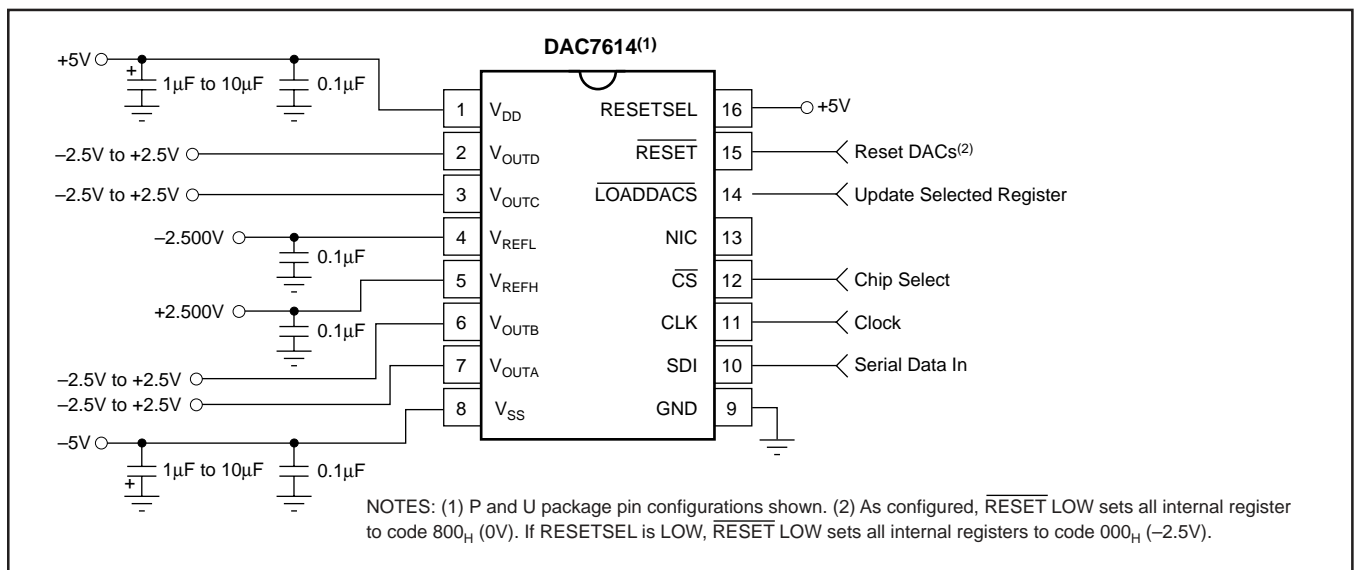 DAC7614(1)
+5V
+
1µF to 10µF
0.1µF
–2.5V to +2.5V
–2.5V to +2.5V
–2.500V
0.1µF
+2.500V
0.1µF
–2.5V to +2.5V
–2.5V to +2.5V
–5V
+
1µF to 10µF
0.1µF
1 VDD
2 VOUTD
3 VOUTC
4 VREFL
5 VREFH
6 VOUTB
7 VOUTA
8 VSS
RESETSEL 16 +5V
RESET 15 Reset DACs(2)
LOADDACS 14 Update Selected Register
NIC 13
CS 12 Chip Select
CLK 11 Clock
SDI 10 Serial Data In
GND 9
NOTES: (1) P and U package pin configurations shown. (2) As configured, RESET LOW sets all internal register
to code 800H (0V). If RESETSEL is LOW, RESET LOW sets all internal registers to code 000H (–2.5V).